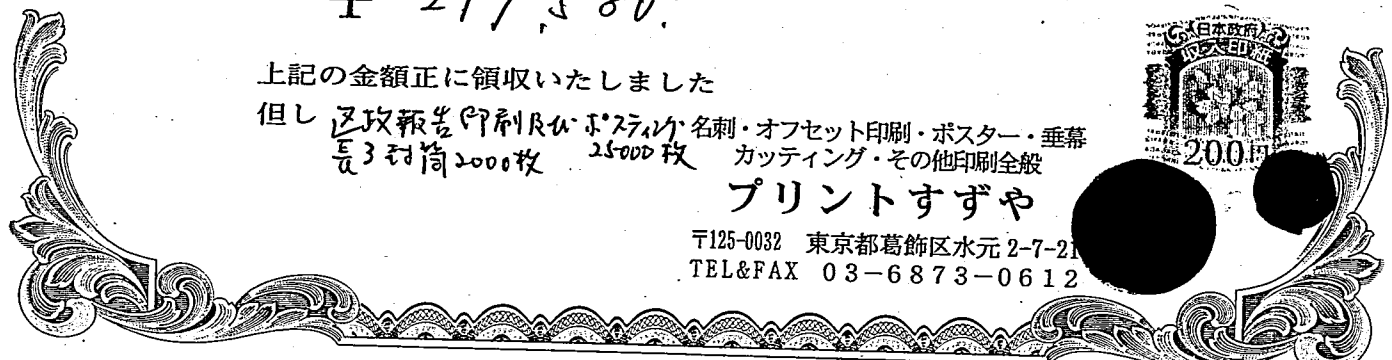 上記の金額正に領収いたしました
但し 区政報告印刷及び ポスティング 25000枚
長3封筒2000枚
名刺・オフセット印刷・ポスター・垂幕
カッティング・その他印刷全般
プリントすずや
〒125-0032 東京都葛飾区水元 2-7-21
TEL&FAX 03-6873-0612
日本政府
収入印紙
200円